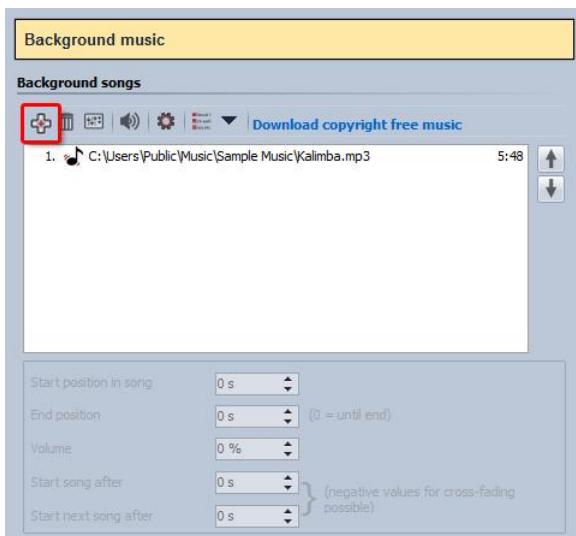 Background music
Background songs
Download copyright free music
1. C:\Users\Public\Music\Sample Music\Kalimba.mp3 5:48
Start position in song 0 s
End position 0 s (0 = until end)
Volume 0 %
Start song after 0 s
(negative values for cross-fading
possible)
Start next song after 0 s